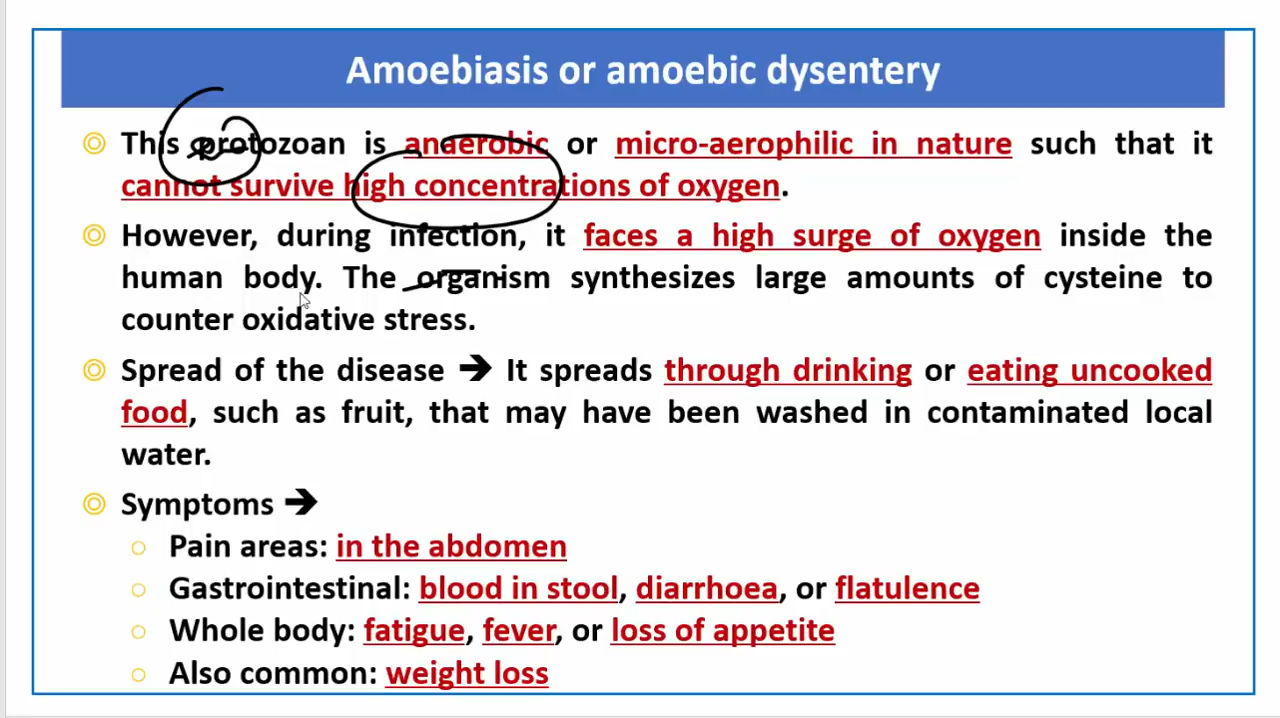 Amoebiasis or amoebic dysentery
This protozoan is anaerobic or micro-aerophilic in nature such that it
cannot survive high concentrations of oxygen.
However, during infection, it faces a high surge of oxygen inside the
human body. The organism synthesizes large amounts of cysteine to
counter oxidative stress.
Spread of the disease ➔ It spreads through drinking or eating uncooked
food, such as fruit, that may have been washed in contaminated local
water.
Symptoms ➔
Pain areas: in the abdomen
Gastrointestinal: blood in stool, diarrhoea, or flatulence
Whole body: fatigue, fever, or loss of appetite
Also common: weight loss